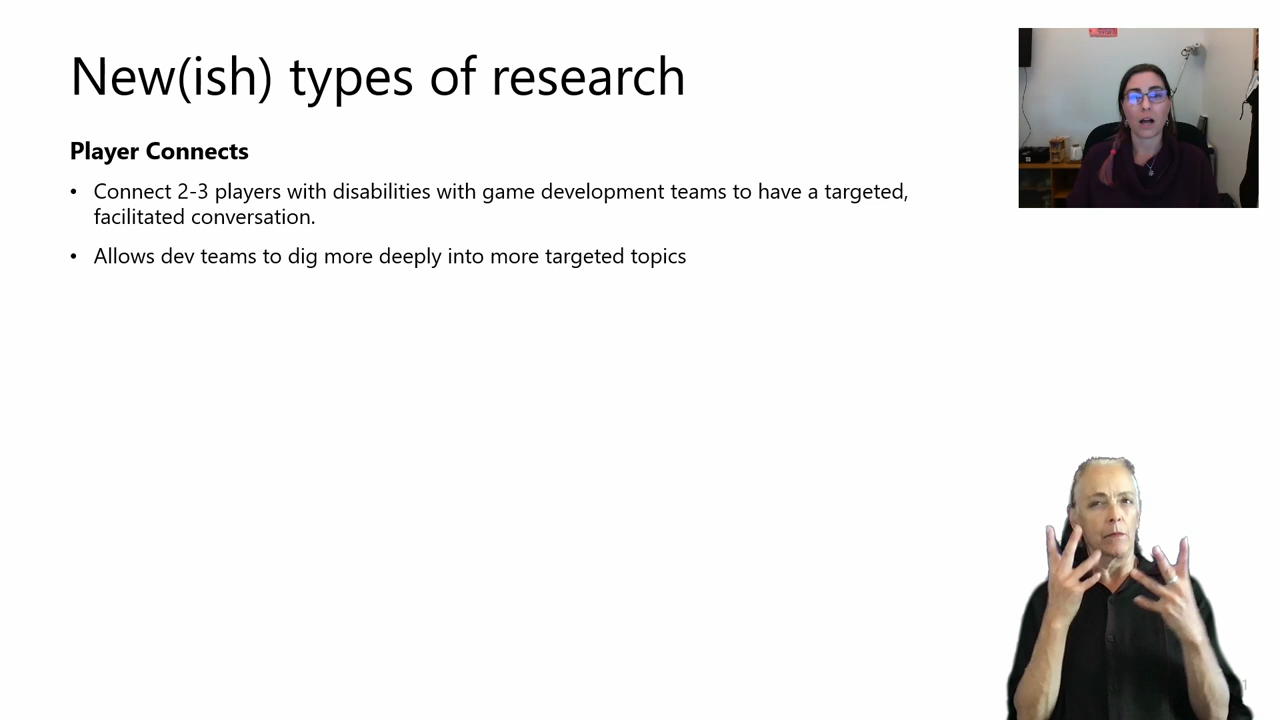 New(ish) types of research
Player Connects
• Connect 2-3 players with disabilities with game development teams to have a targeted,
facilitated conversation.
• Allows dev teams to dig more deeply into more targeted topics